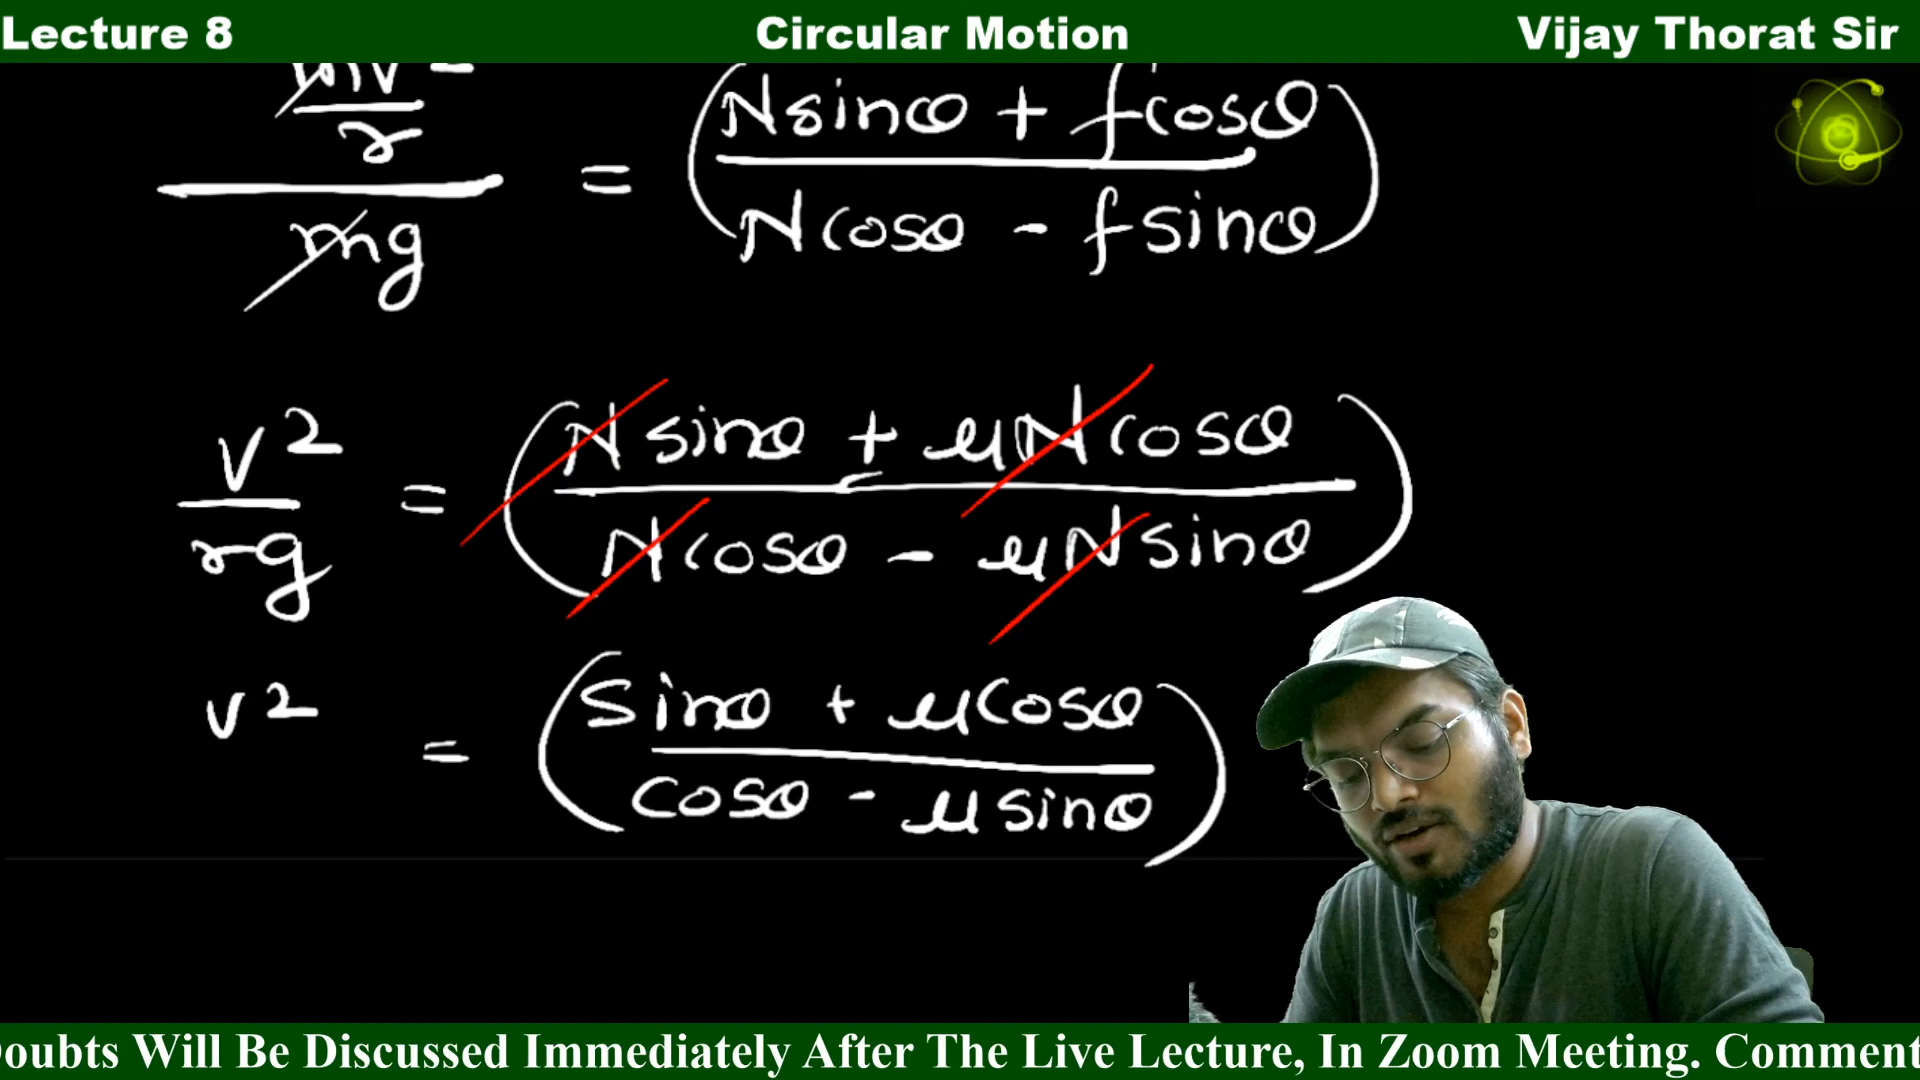 Lecture 8 Circular Motion Vijay Thorat Sir
mv²
r
mg
= (Nsinθ + fcosθ
Ncosθ - fsinθ)
v²
rg
= (Nsinθ + μNcosθ
Ncosθ - μNsinθ)
v²
= (sinθ + μcosθ
cosθ - μsinθ)
oubts Will Be Discussed Immediately After The Live Lecture, In Zoom Meeting. Comment